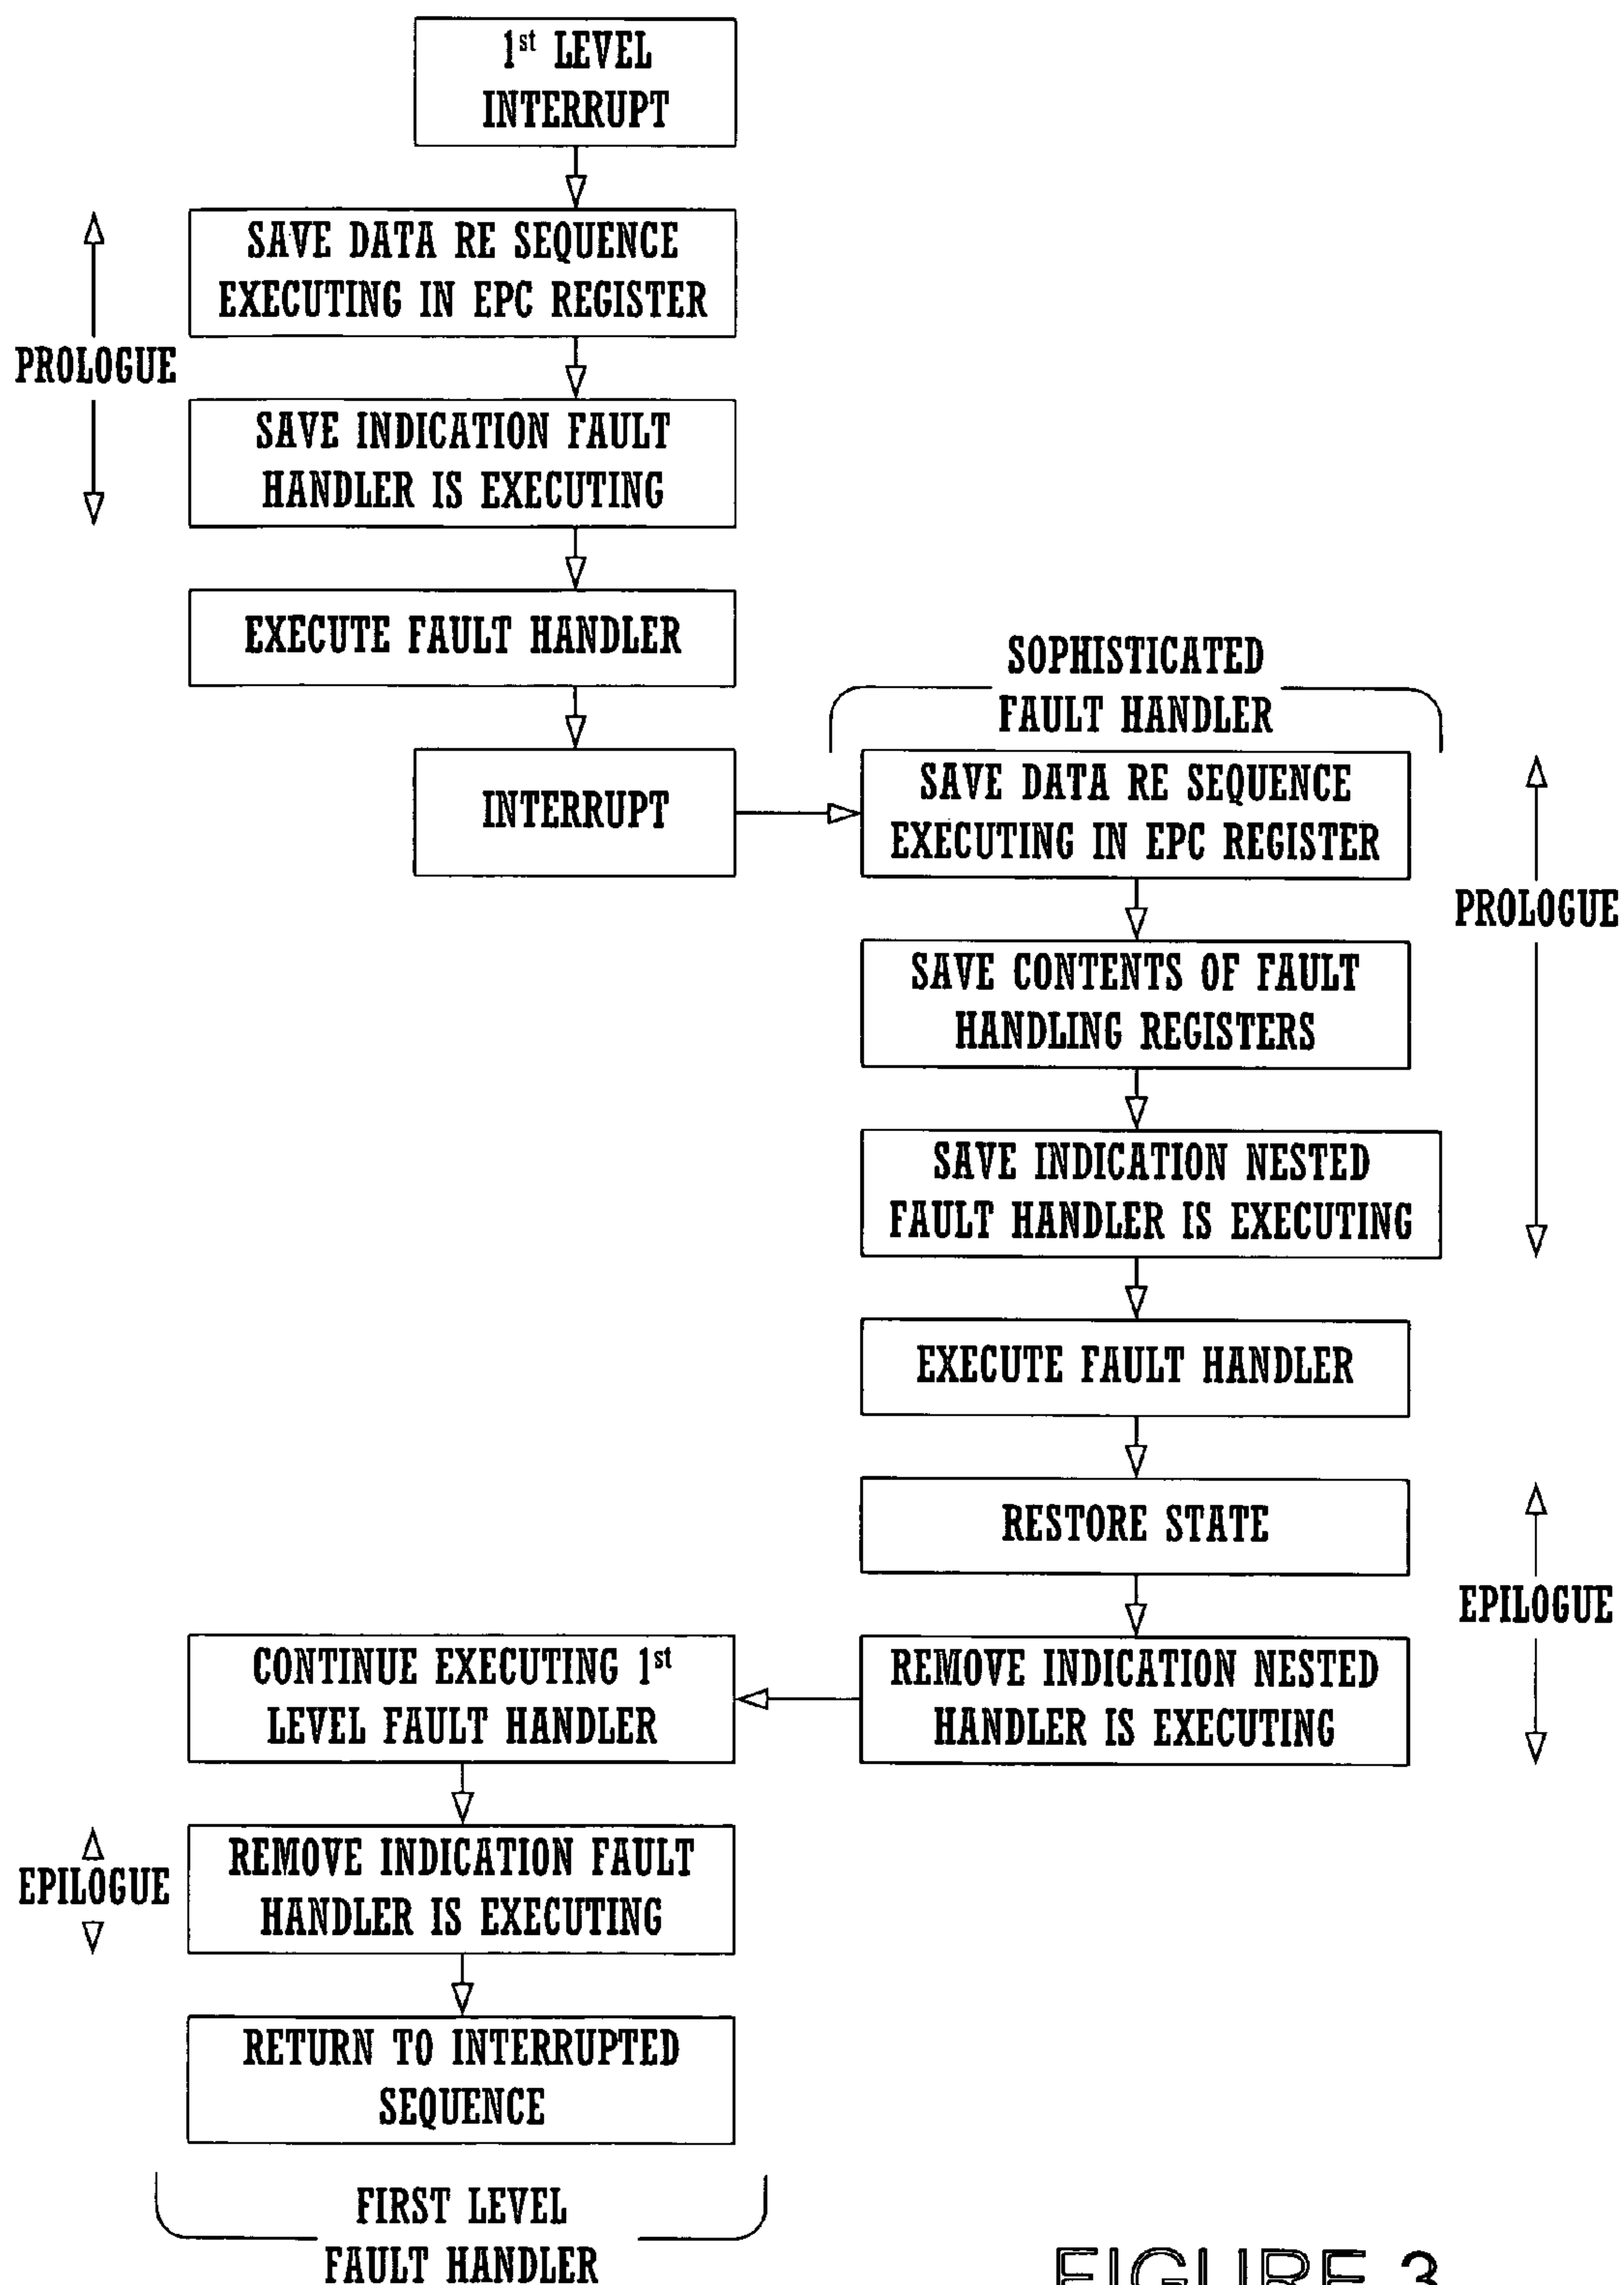 1st LEVEL
INTERRUPT
SAVE DATA RE SEQUENCE
EXECUTING IN EPC REGISTER
PROLOGUE
SAVE INDICATION FAULT
HANDLER IS EXECUTING
EXECUTE FAULT HANDLER
INTERRUPT
SOPHISTICATED
FAULT HANDLER
SAVE DATA RE SEQUENCE
EXECUTING IN EPC REGISTER
PROLOGUE
SAVE CONTENTS OF FAULT
HANDLING REGISTERS
SAVE INDICATION NESTED
FAULT HANDLER IS EXECUTING
EXECUTE FAULT HANDLER
RESTORE STATE
EPILOGUE
REMOVE INDICATION NESTED
HANDLER IS EXECUTING
CONTINUE EXECUTING 1st
LEVEL FAULT HANDLER
EPILOGUE
REMOVE INDICATION FAULT
HANDLER IS EXECUTING
RETURN TO INTERRUPTED
SEQUENCE
FIRST LEVEL
FAULT HANDLER
FIGURE 3